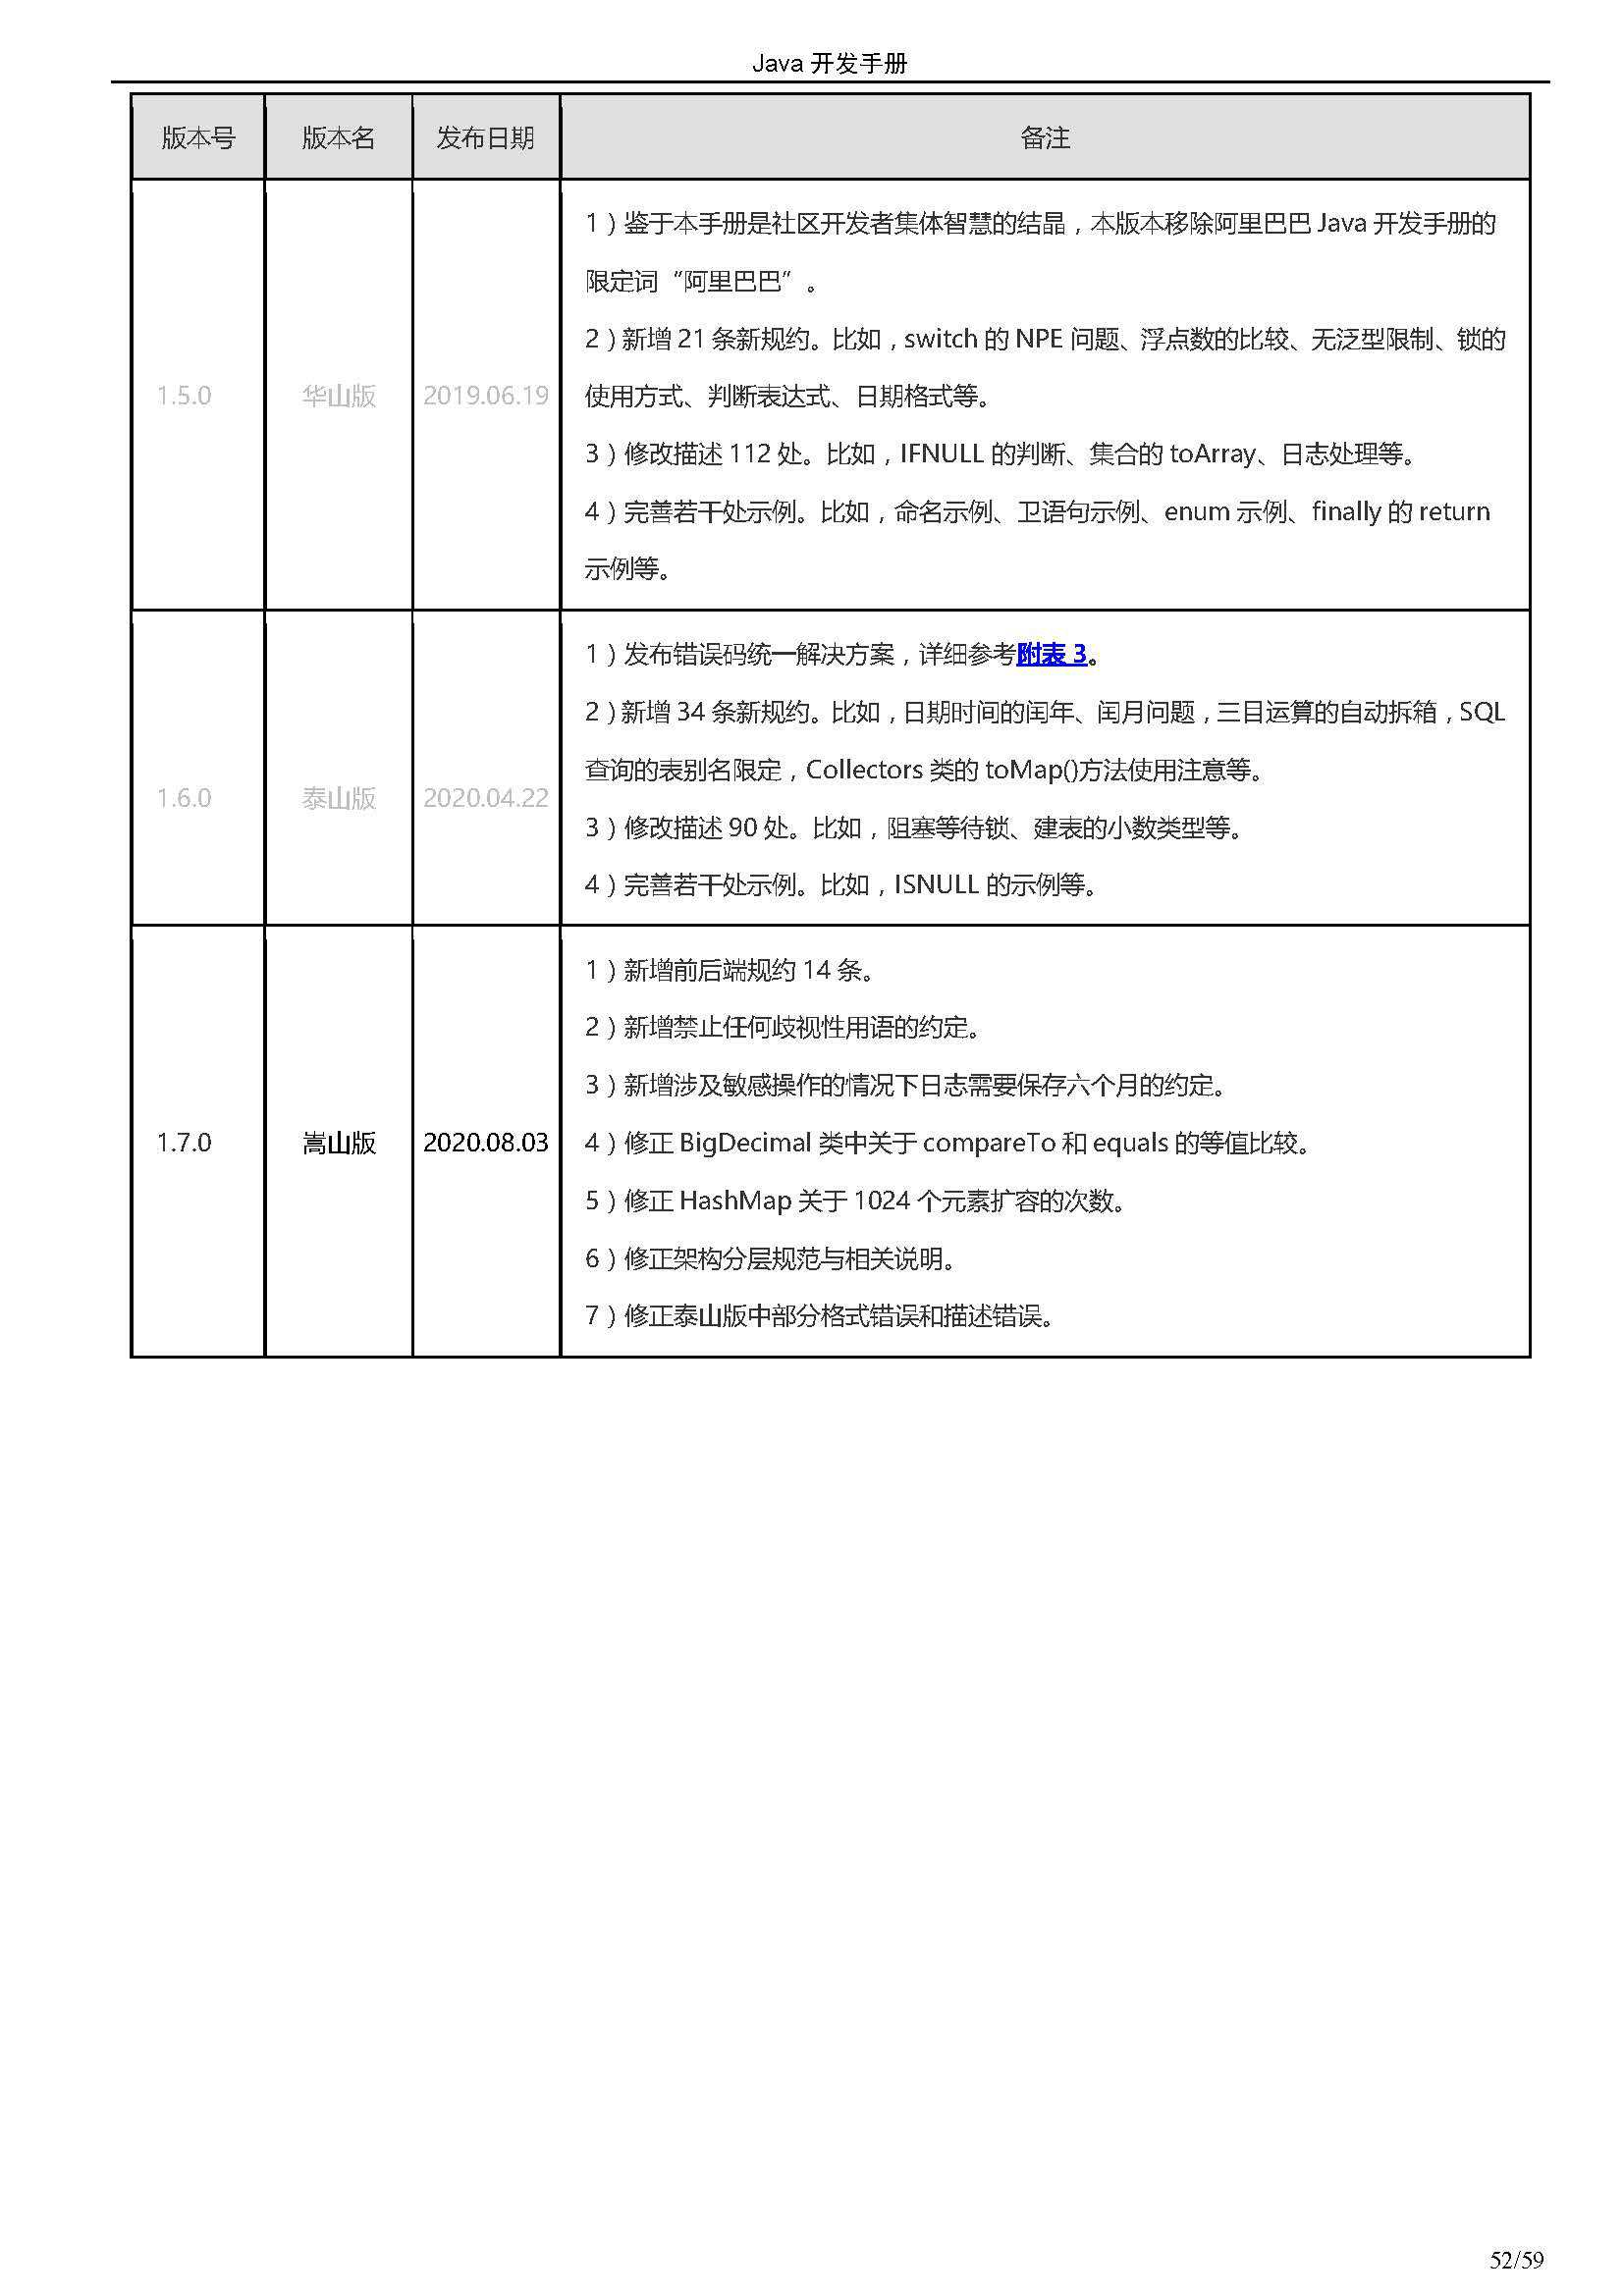 Java 开发手册
版本号 版本名 发布日期 备注
1）鉴于本手册是社区开发者集体智慧的结晶，本版本移除阿里巴巴 Java 开发手册的
限定词“阿里巴巴”。
2）新增 21 条新规约。比如，switch 的 NPE 问题、浮点数的比较、无泛型限制、锁的
1.5.0 华山版 2019.06.19 使用方式、判断表达式、日期格式等。
3）修改描述 112 处。比如，IFNULL 的判断、集合的 toArray、日志处理等。
4）完善若干处示例。比如，命名示例、卫语句示例、enum 示例、finally 的 return
示例等。
1）发布错误码统一解决方案，详细参考附表 3。
2）新增 34 条新规约。比如，日期时间的闰年、闰月问题，三目运算的自动拆箱，SQL
查询的表别名限定，Collectors 类的 toMap()方法使用注意等。
1.6.0 泰山版 2020.04.22
3）修改描述 90 处。比如，阻塞等待锁、建表的小数类型等。
4）完善若干处示例。比如，ISNULL 的示例等。
1）新增前后端规约 14 条。
2）新增禁止任何歧视性用语的约定。
3）新增涉及敏感操作的情况下日志需要保存六个月的约定。
1.7.0 嵩山版 2020.08.03 4）修正 BigDecimal 类中关于 compareTo 和 equals 的等值比较。
5）修正 HashMap 关于 1024 个元素扩容的次数。
6）修正架构分层规范与相关说明。
7）修正泰山版中部分格式错误和描述错误。
52/59